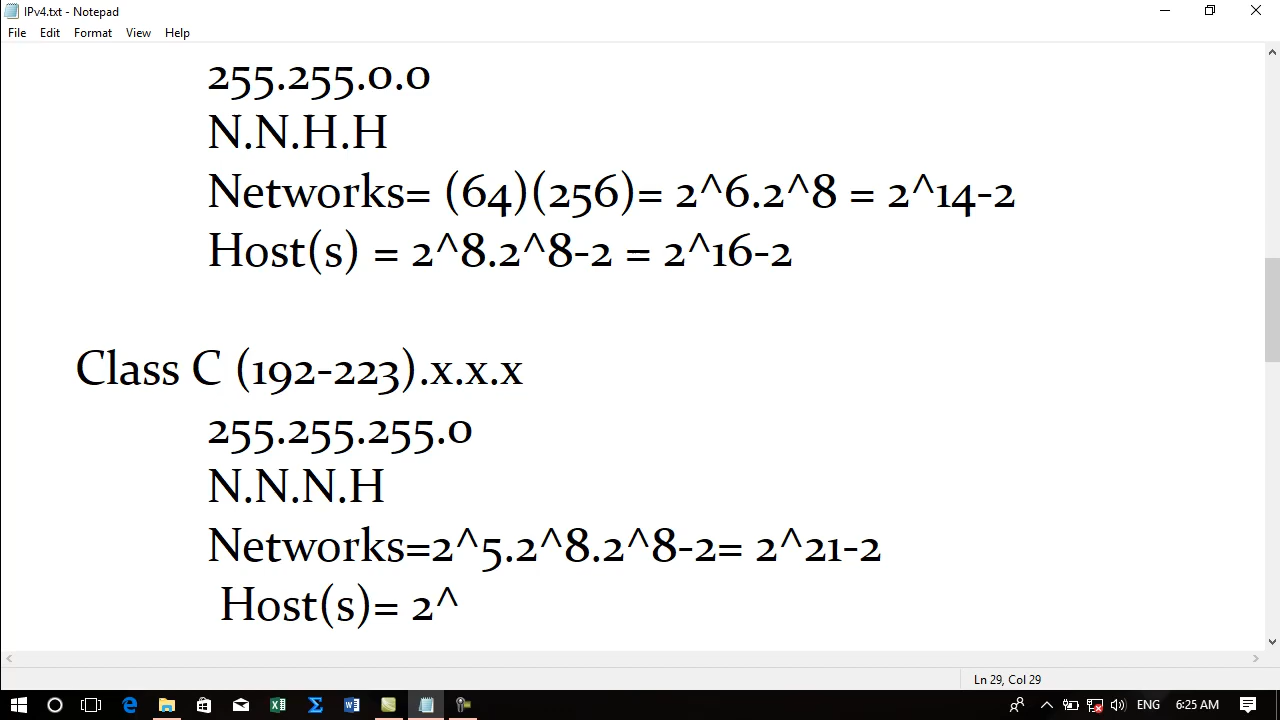 IPv4.txt - Notepad
File Edit Format View Help
255.255.0.0
N.N.H.H
Networks= (64)(256)= 2^6.2^8 = 2^14-2
Host(s) = 2^8.2^8-2 = 2^16-2
Class C (192-223).x.x.x
255.255.255.0
N.N.N.H
Networks=2^5.2^8.2^8-2= 2^21-2
Host(s)= 2^
Ln 29, Col 29
ENG 6:25 AM